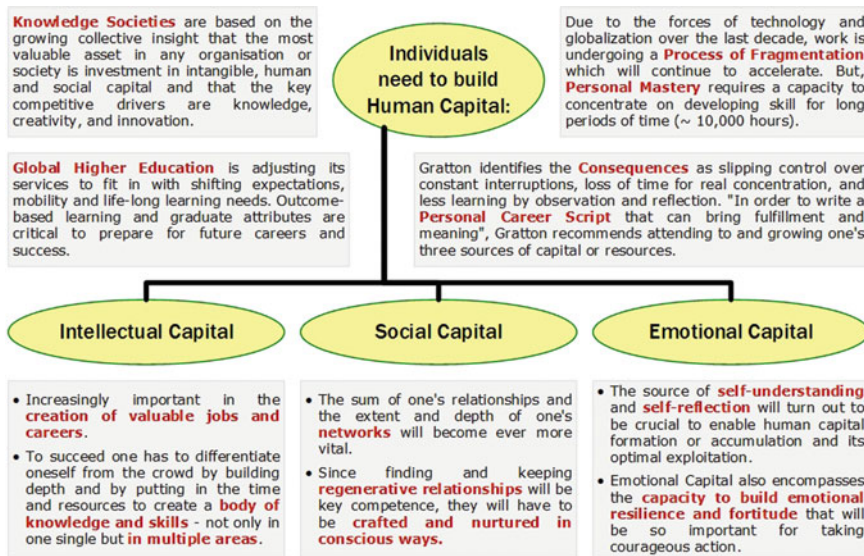 Knowledge Societies are based on the
growing collective insight that the most
valuable asset in any organisation or
society is investment in intangible, human
and social capital and that the key
competitive drivers are knowledge,
creativity, and innovation.
Individuals
need to build
Human Capital:
Due to the forces of technology and
globalization over the last decade, work is
undergoing a Process of Fragmentation
which will continue to accelerate. But,
Personal Mastery requires a capacity to
concentrate on developing skill for long
periods of time (~ 10,000 hours).
Global Higher Education is adjusting its
services to fit in with shifting expectations,
mobility and life-long learning needs. Outcome-
based learning and graduate attributes are
critical to prepare for future careers and
success.
Gratton identifies the Consequences as slipping control over
constant interruptions, loss of time for real concentration, and
less learning by observation and reflection. "In order to write a
Personal Career Script that can bring fulfillment and
meaning", Gratton recommends attending to and growing one's
three sources of capital or resources.
Intellectual Capital
Social Capital
Emotional Capital
• Increasingly important in the
creation of valuable jobs and
careers.
• To succeed one has to differentiate
oneself from the crowd by building
depth and by putting in the time
and resources to create a body of
knowledge and skills - not only in
one single but in multiple areas.
• The sum of one's relationships and
the extent and depth of one's
networks will become ever more
vital.
• Since finding and keeping
regenerative relationships will be
key competence, they will have to
be crafted and nurtured in
conscious ways.
• The source of self-understanding
and self-reflection will turn out to
be crucial to enable human capital
formation or accumulation and its
optimal exploitation.
• Emotional Capital also encompasses
the capacity to build emotional
resilience and fortitude that will
be so important for taking
courageous action.